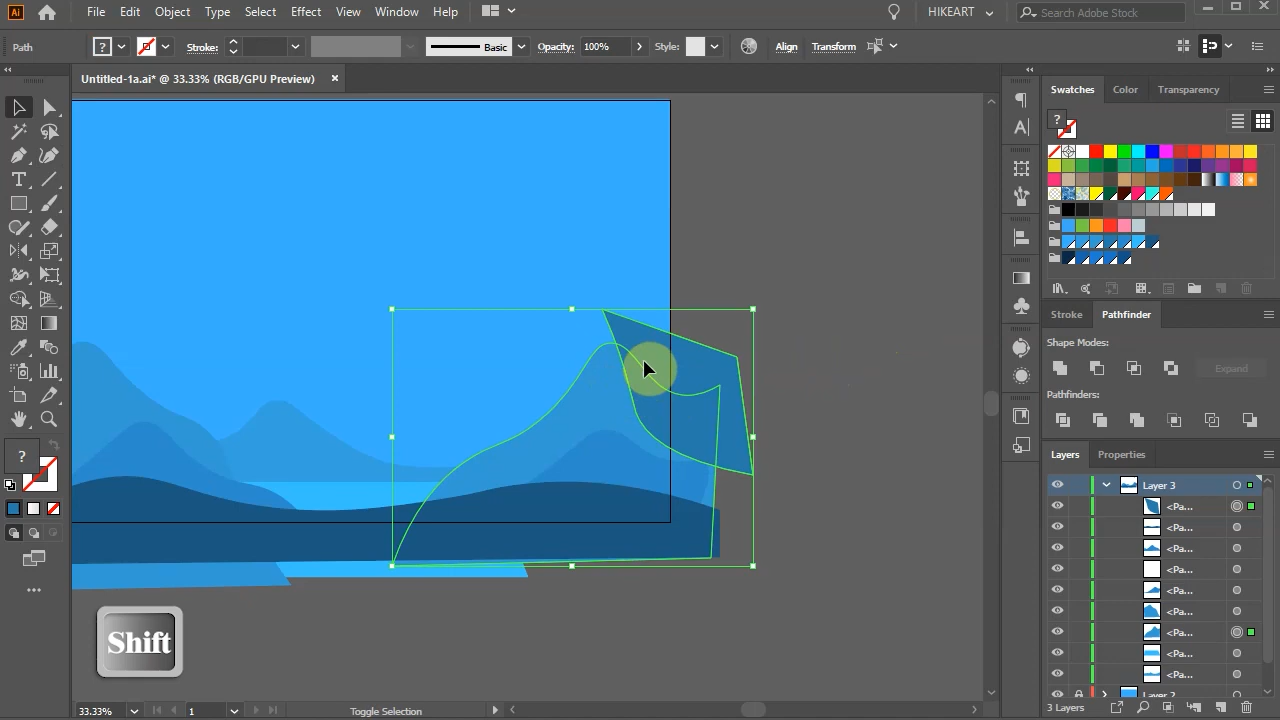 Ai File Edit Object Type Select Effect View Window Help HIKEART Search Adobe Stock
Path ? Stroke: Basic Opacity: 100% Style: Align Transform
Untitled-1a.ai* @ 33.33% (RGB/GPU Preview) ×
Swatches Color Transparency
?
Stroke Pathfinder
Shape Modes:
Expand
Pathfinders:
Layers Properties
Layer 3
<Pa...
<Pa...
<Pa...
<Pa...
<Pa...
<Pa...
<Pa...
<Pa...
<Pa...
Layer 2
3 Layers
?
Shift
33.33% 1 Toggle Selection